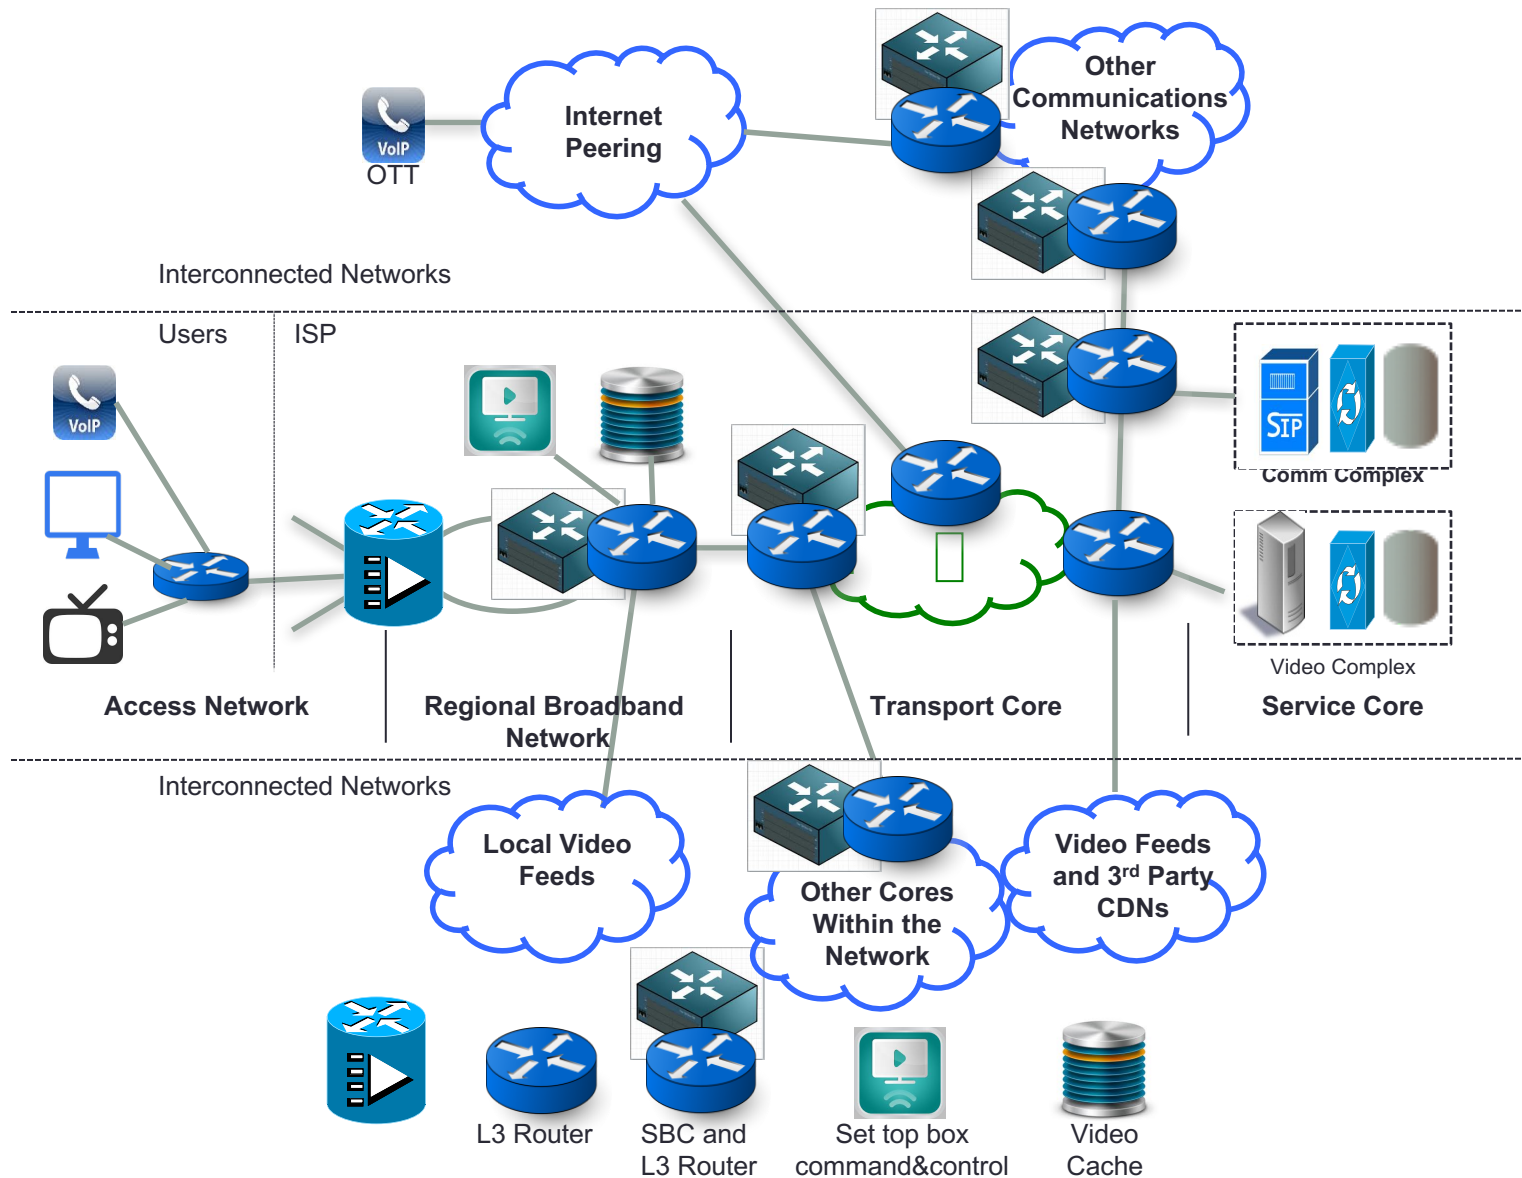 Other
Communications
Networks
Internet
Peering
VoIP
OTT
Interconnected Networks
Users
ISP
VoIP
SIP
Comm Complex
Video Complex
Access Network
Regional Broadband
Network
Transport Core
Service Core
Interconnected Networks
Local Video
Feeds
Other Cores
Within the
Network
Video Feeds
and 3rd Party
CDNs
L3 Router
SBC and
L3 Router
Set top box
command&control
Video
Cache